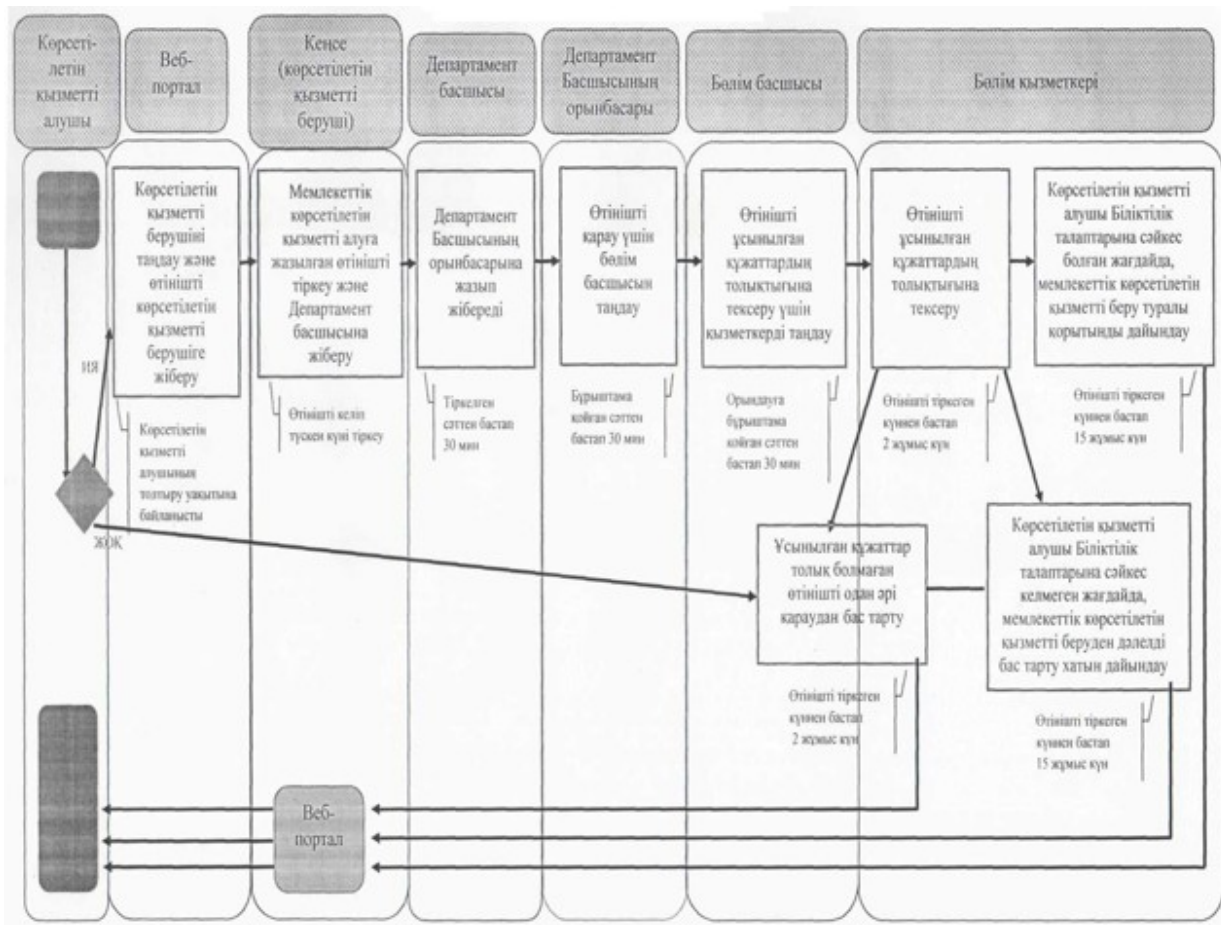 Көрсеті-
летін
қызметті
алушы
Веб-
портал
Кеңсе
(көрсетілетін
қызметті
беруші)
Департамент
басшысы
Департамент
Басшысының
орынбасары
Бөлім басшысы
Бөлім қызметкері
Көрсетілетін
қызметті
берушіні
таңдау және
өтінішті
көрсетілетін
қызметті
берушіге
жіберу
Мемлекеттік
көрсетілетін
қызметті алуға
жазылған өтінішті
тіркеу және
Департамент
басшысына
жіберу
Департамент
Басшысының
орынбасарына
жазып
жібереді
Өтінішті
қарау үшін
бөлім
басшысын
таңдау
Өтінішті
ұсынылған
құжаттардың
толықтығына
тексеру үшін
қызметкерді таңдау
Өтінішті
ұсынылған
құжаттардың
толықтығына
тексеру
Көрсетілетін қызметті
алушы Біліктілік
талаптарына сәйкес
болған жағдайда,
мемлекеттік көрсетілетін
қызметті беру туралы
қорытынды дайындау
ИЯ
Көрсетілетін
қызметті
алушының
толтыру уақытына
байланысты
Өтінішті келіп
түскен күні тіркеу
Тіркелген
сәттен бастап
30 мин
Бұрыштама
қойған сәттен
бастап 30 мин
Орындауға
бұрыштама
қойған сәттен
бастап 30 мин
Өтінішті тіркеген
күннен бастап
2 жұмыс күн
Өтінішті тіркеген
күннен бастап
15 жұмыс күн
ЖОҚ
Ұсынылған құжаттар
толық болмаған
өтінішті одан әрі
қараудан бас тарту
Көрсетілетін қызметті
алушы Біліктілік
талаптарына сәйкес
келмеген жағдайда,
мемлекеттік көрсетілетін
қызметті беруден дәлелді
бас тарту хатын дайындау
Өтінішті тіркеген
күннен бастап
2 жұмыс күн
Өтінішті тіркеген
күннен бастап
15 жұмыс күн
Веб-
портал